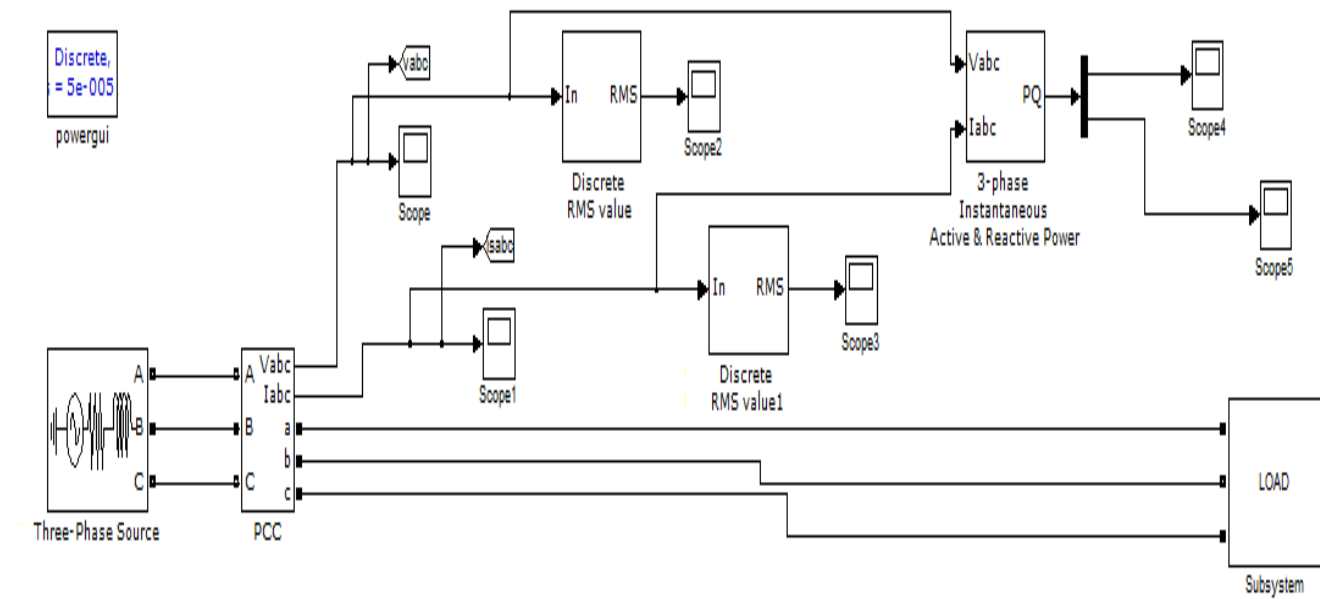 Discrete,
s = 5e-005
powergui
vabc
Scope
In RMS
Discrete
RMS value
Scope2
Vabc
Iabc
PQ
3-phase
Instantaneous
Active & Reactive Power
Scope4
Scope5
isabc
Scope1
In RMS
Discrete
RMS value1
Scope3
A
B
C
Three-Phase Source
A
B
C
Vabc
Iabc
a
b
c
PCC
LOAD
Subsystem